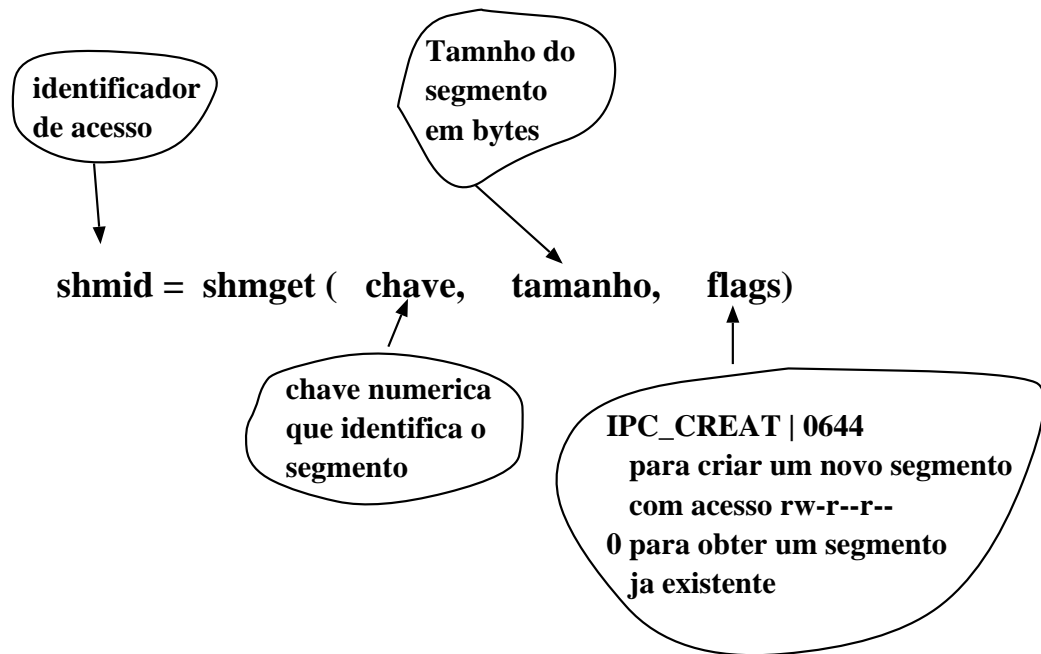 identificador
de acesso
Tamnho do
segmento
em bytes
shmid = shmget ( chave, tamanho, flags)
chave numerica
que identifica o
segmento
IPC_CREAT | 0644
para criar um novo segmento
com acesso rw-r--r--
0 para obter um segmento
ja existente